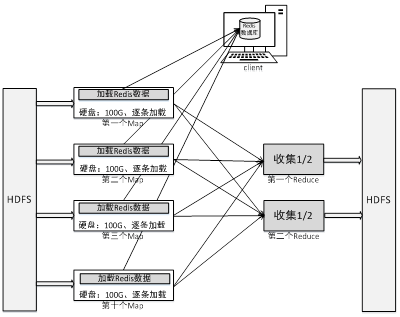 Redis
数据库
client
HDFS
加载Redis数据
硬盘：100G、逐条加载
第一个Map
加载Redis数据
硬盘：100G、逐条加载
第二个Map
加载Redis数据
硬盘：100G、逐条加载
第三个Map
加载Redis数据
硬盘：100G、逐条加载
第十个Map
收集1/2
第一个Reduce
收集1/2
第二个Reduce
HDFS